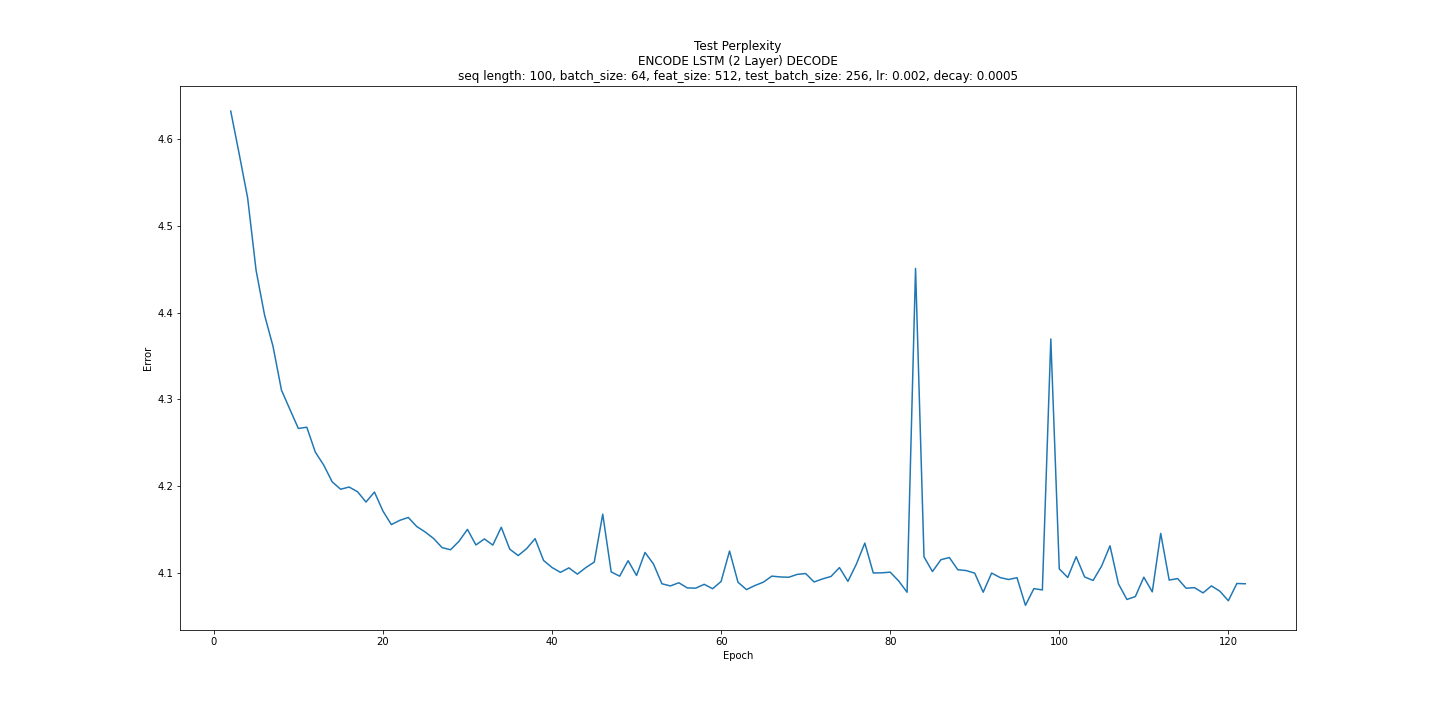 Test Perplexity
ENCODE LSTM (2 Layer) DECODE
seq length: 100, batch_size: 64, feat_size: 512, test_batch_size: 256, lr: 0.002, decay: 0.0005
4.6
4.5
4.4
4.3
4.2
4.1
Error
0 20 40 60 80 100 120
Epoch